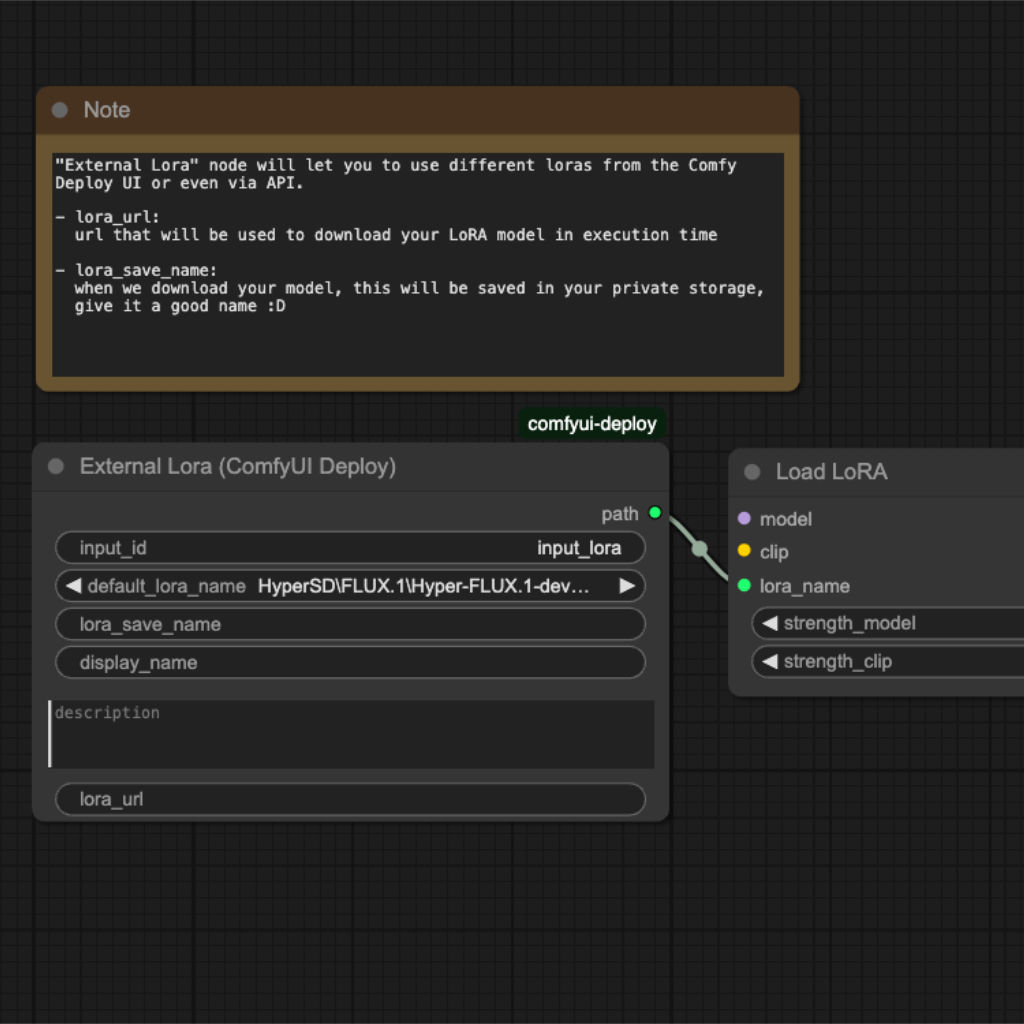 Note
"External Lora" node will let you to use different loras from the Comfy
Deploy UI or even via API.
- lora_url:
url that will be used to download your LoRA model in execution time
- lora_save_name:
when we download your model, this will be saved in your private storage,
give it a good name :D
comfyui-deploy
External Lora (ComfyUI Deploy)
path
input_id input_lora
default_lora_name HyperSD\FLUX.1\Hyper-FLUX.1-dev...
lora_save_name
display_name
description
lora_url
Load LoRA
model
clip
lora_name
strength_model
strength_clip